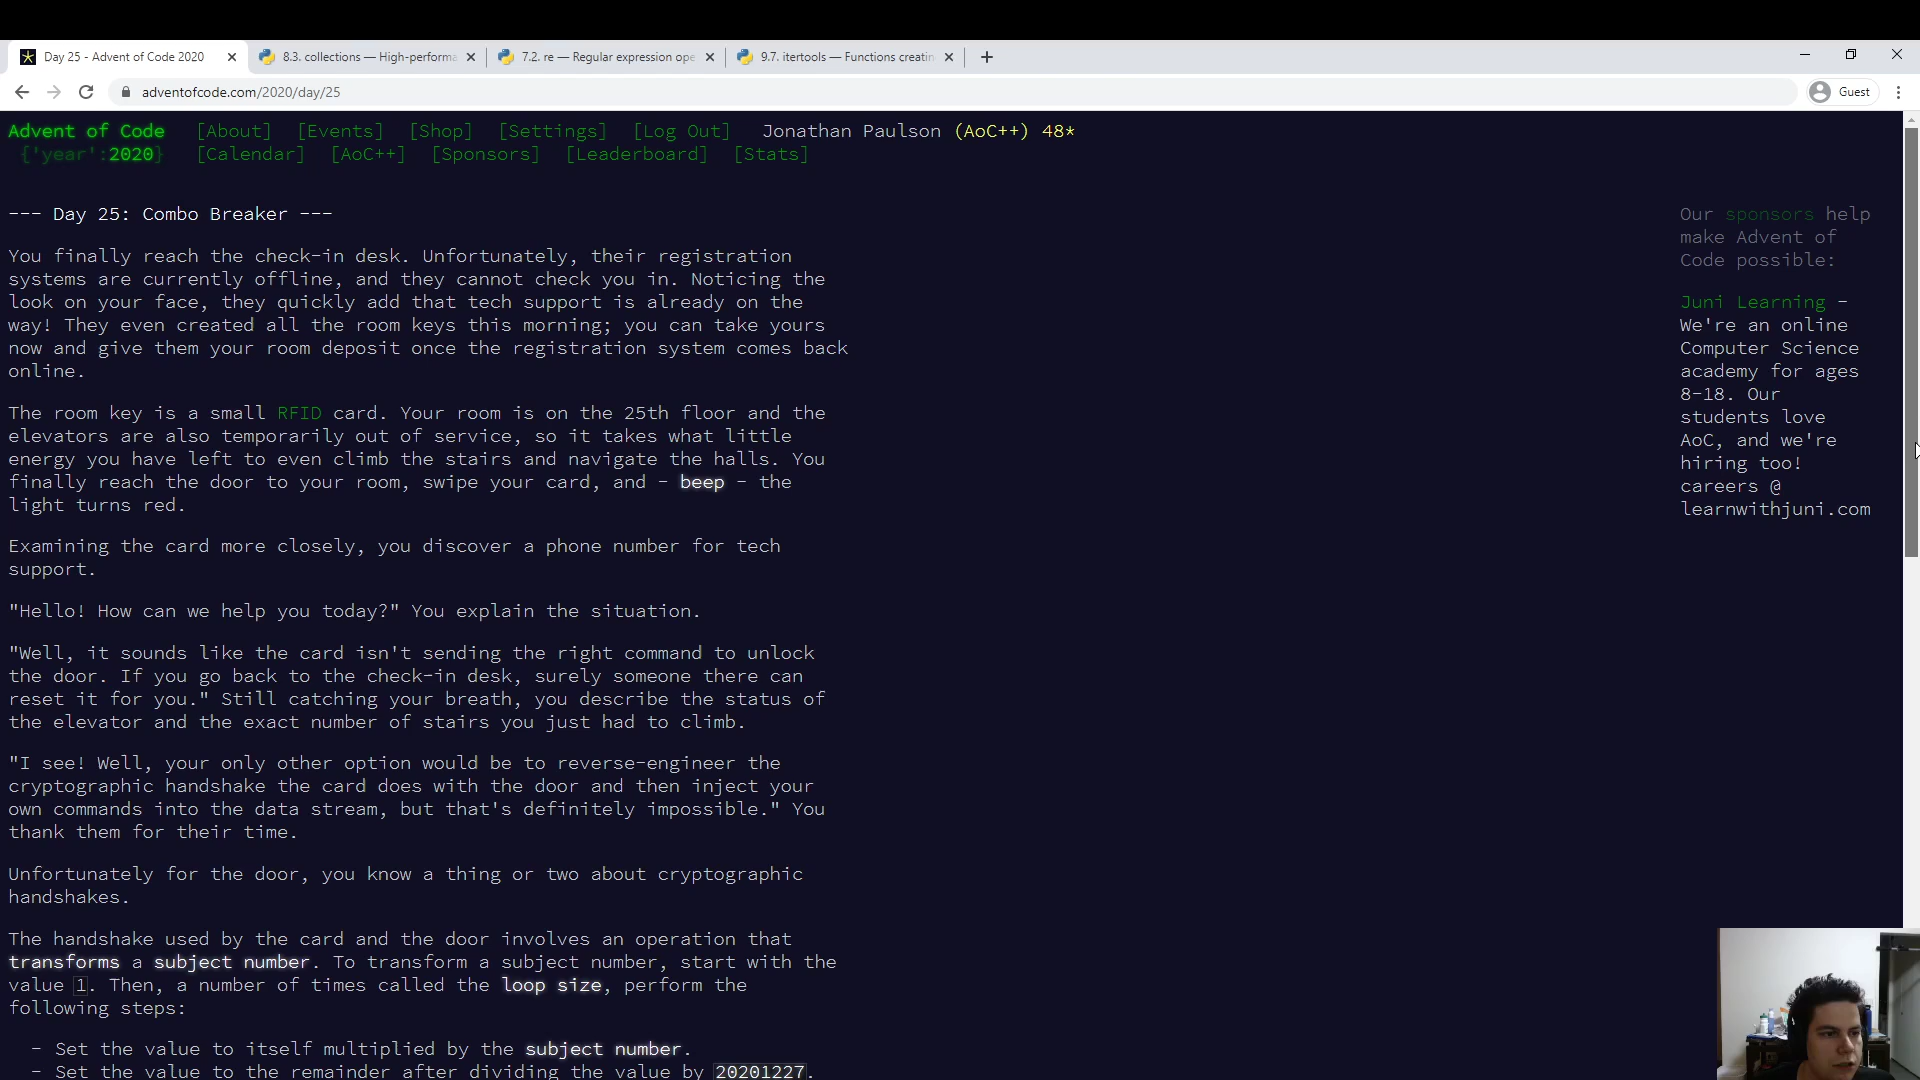 Day 25 - Advent of Code 2020
8.3. collections — High-performa
7.2. re — Regular expression ope
9.7. itertools — Functions creatin
adventofcode.com/2020/day/25
Guest
Advent of Code [About] [Events] [Shop] [Settings] [Log Out] Jonathan Paulson (AoC++) 48*
{'year':2020} [Calendar] [AoC++] [Sponsors] [Leaderboard] [Stats]
--- Day 25: Combo Breaker ---
You finally reach the check-in desk. Unfortunately, their registration
systems are currently offline, and they cannot check you in. Noticing the
look on your face, they quickly add that tech support is already on the
way! They even created all the room keys this morning; you can take yours
now and give them your room deposit once the registration system comes back
online.
The room key is a small RFID card. Your room is on the 25th floor and the
elevators are also temporarily out of service, so it takes what little
energy you have left to even climb the stairs and navigate the halls. You
finally reach the door to your room, swipe your card, and - beep - the
light turns red.
Examining the card more closely, you discover a phone number for tech
support.
"Hello! How can we help you today?" You explain the situation.
"Well, it sounds like the card isn't sending the right command to unlock
the door. If you go back to the check-in desk, surely someone there can
reset it for you." Still catching your breath, you describe the status of
the elevator and the exact number of stairs you just had to climb.
"I see! Well, your only other option would be to reverse-engineer the
cryptographic handshake the card does with the door and then inject your
own commands into the data stream, but that's definitely impossible." You
thank them for their time.
Unfortunately for the door, you know a thing or two about cryptographic
handshakes.
The handshake used by the card and the door involves an operation that
transforms a subject number. To transform a subject number, start with the
value 1. Then, a number of times called the loop size, perform the
following steps:
- Set the value to itself multiplied by the subject number.
- Set the value to the remainder after dividing the value by 20201227.
Our sponsors help
make Advent of
Code possible:
Juni Learning -
We're an online
Computer Science
academy for ages
8-18. Our
students love
AoC, and we're
hiring too!
careers @
learnwithjuni.com